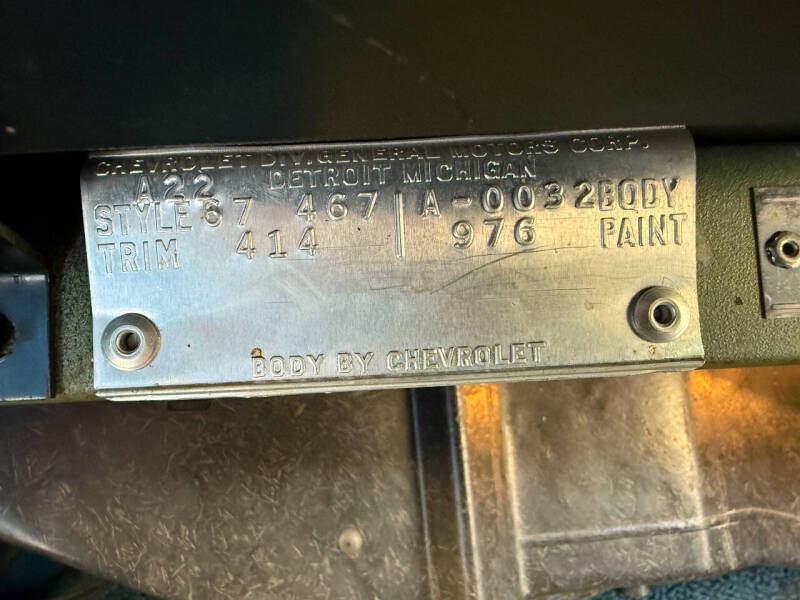 CHEVROLET DIV. GENERAL MOTORS CORP.
A22 DETROIT MICHIGAN
STYLE 67 467 | A-0032 BODY
TRIM 414 | 976 PAINT
BODY BY CHEVROLET